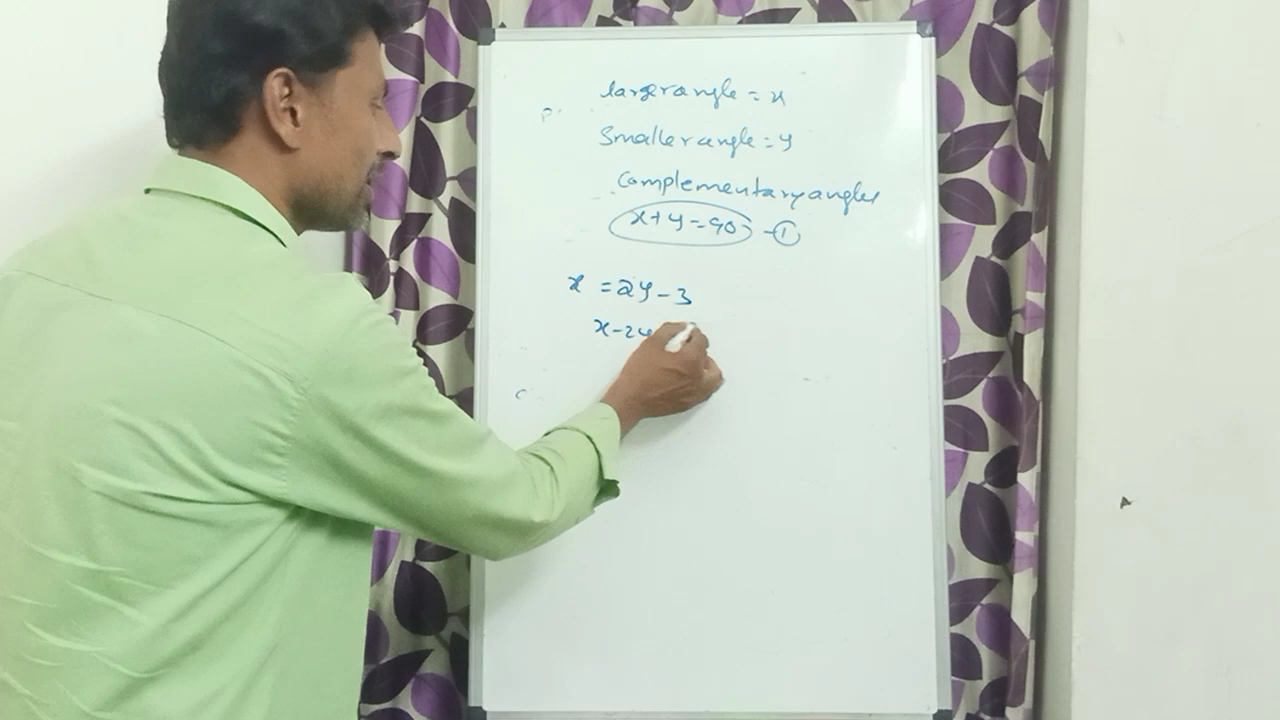 larger angle = x
smaller angle = y
complementary angles
x + y = 90 - ①
x = 2y - 3
x - 2y